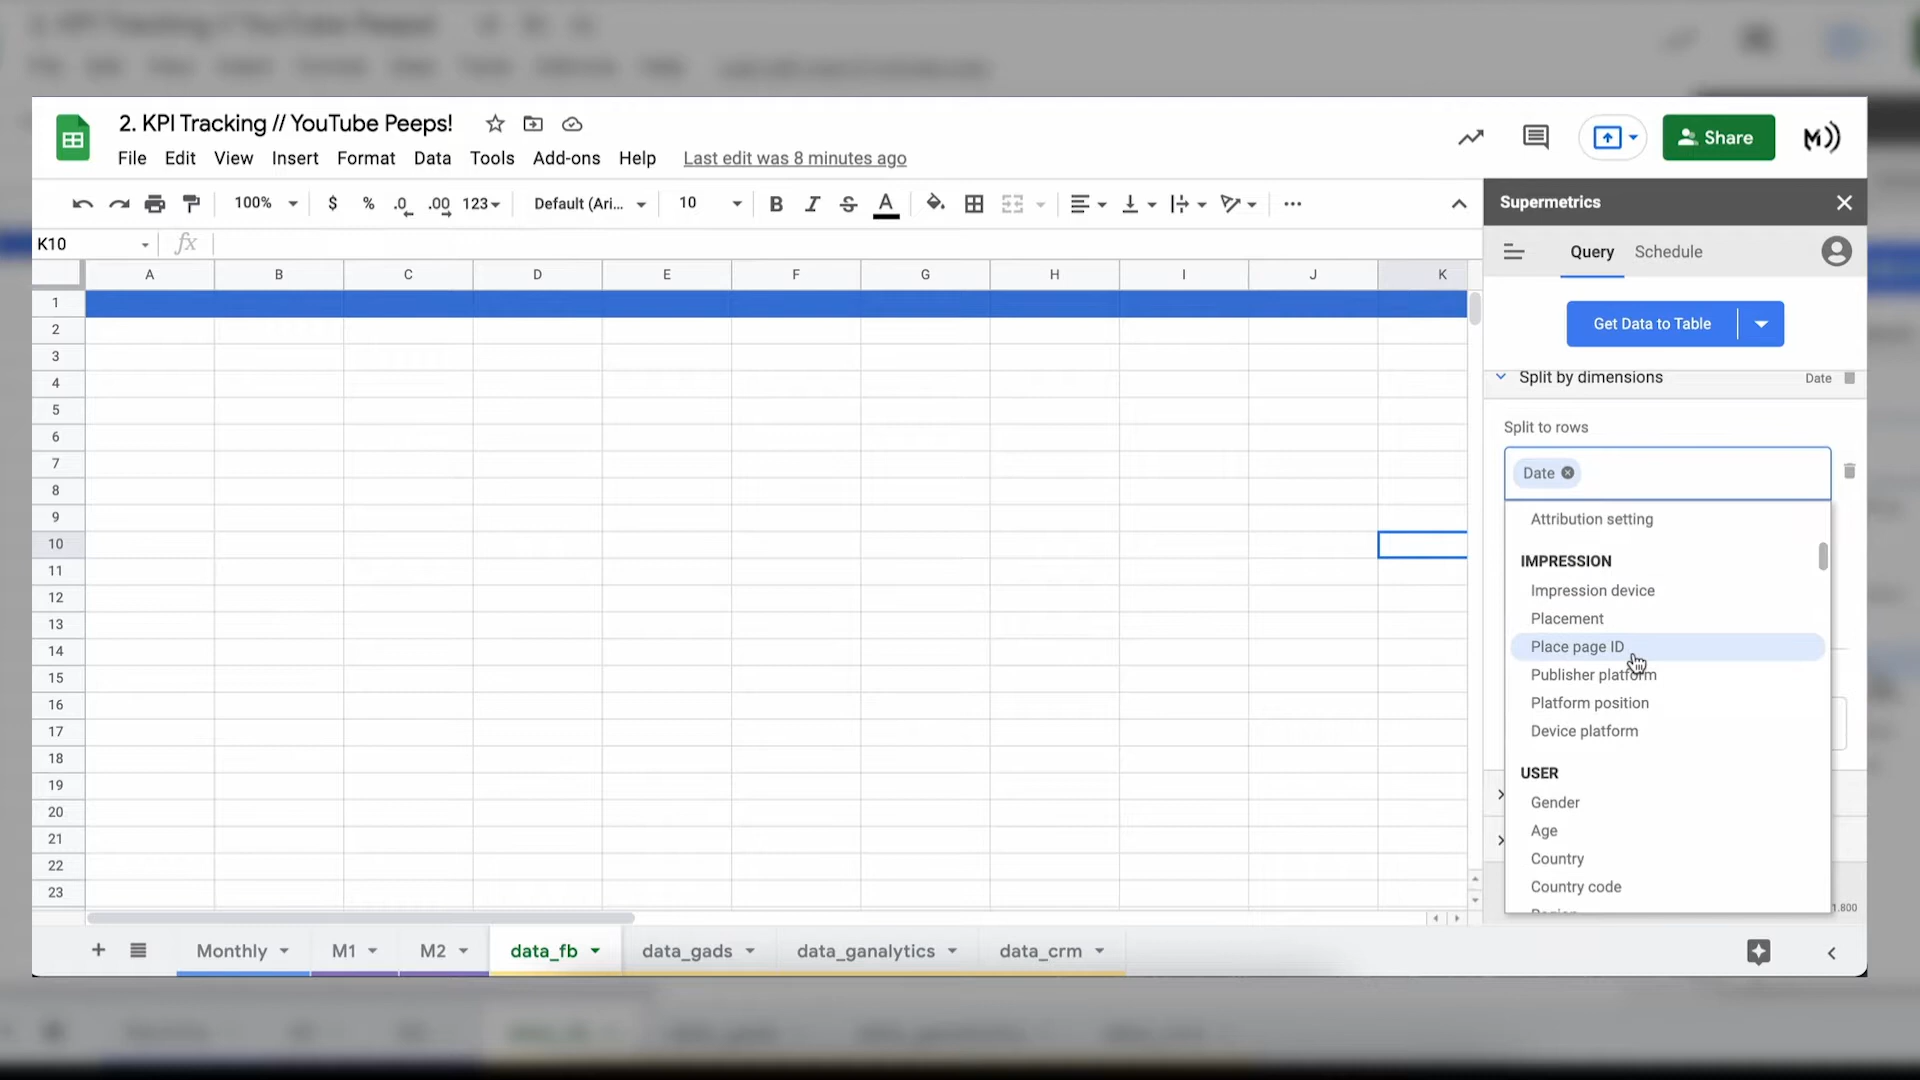 2. KPI Tracking // YouTube Peeps!
File Edit View Insert Format Data Tools Add-ons Help Last edit was 8 minutes ago
Share
M
100% $ % .0 .00 123 Default (Ari... 10 B I S A
K10 fx
A B C D E F G H I J K
1
2
3
4
5
6
7
8
9
10
11
12
13
14
15
16
17
18
19
20
21
22
23
Supermetrics
Query Schedule
Get Data to Table
Split by dimensions Date
Split to rows
Date
Attribution setting
IMPRESSION
Impression device
Placement
Place page ID
Publisher platform
Platform position
Device platform
USER
Gender
Age
Country
Country code
1.800
Monthly M1 M2 data_fb data_gads data_ganalytics data_crm